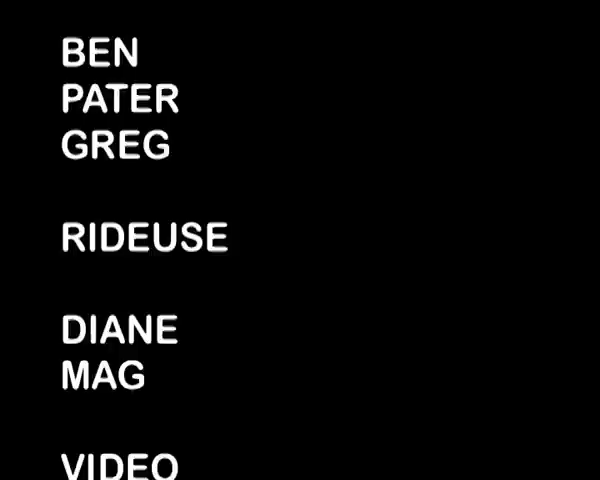 BEN
PATER
GREG
RIDEUSE
DIANE
MAG
VIDEO